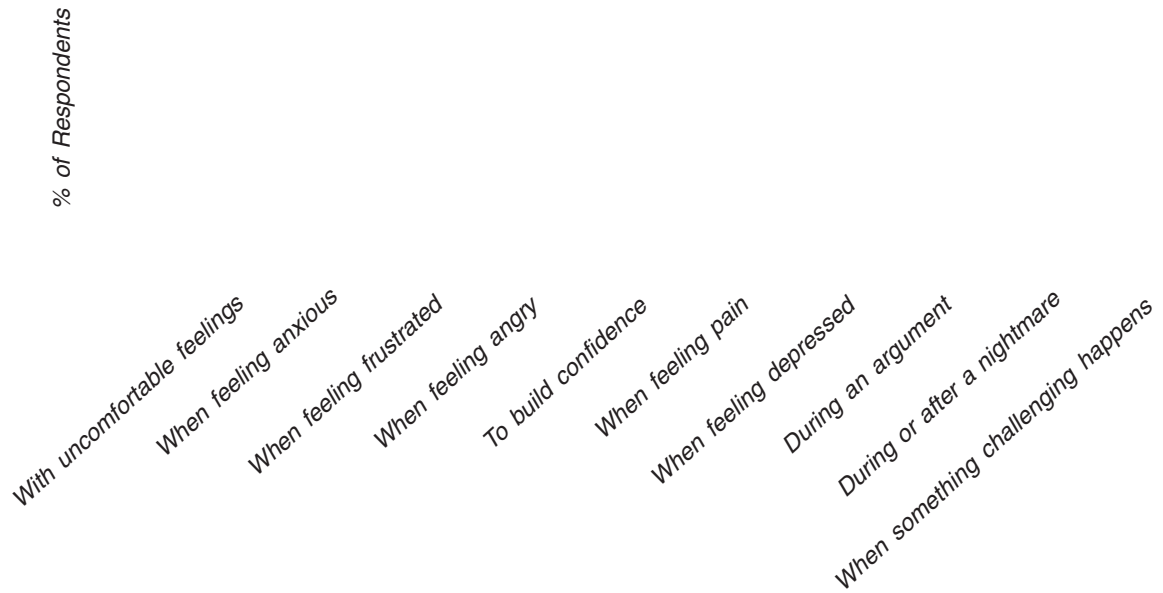 % of Respondents
With uncomfortable feelings
When feeling anxious
When feeling frustrated
When feeling angry
To build confidence
When feeling pain
When feeling depressed
During an argument
During or after a nightmare
When something challenging happens